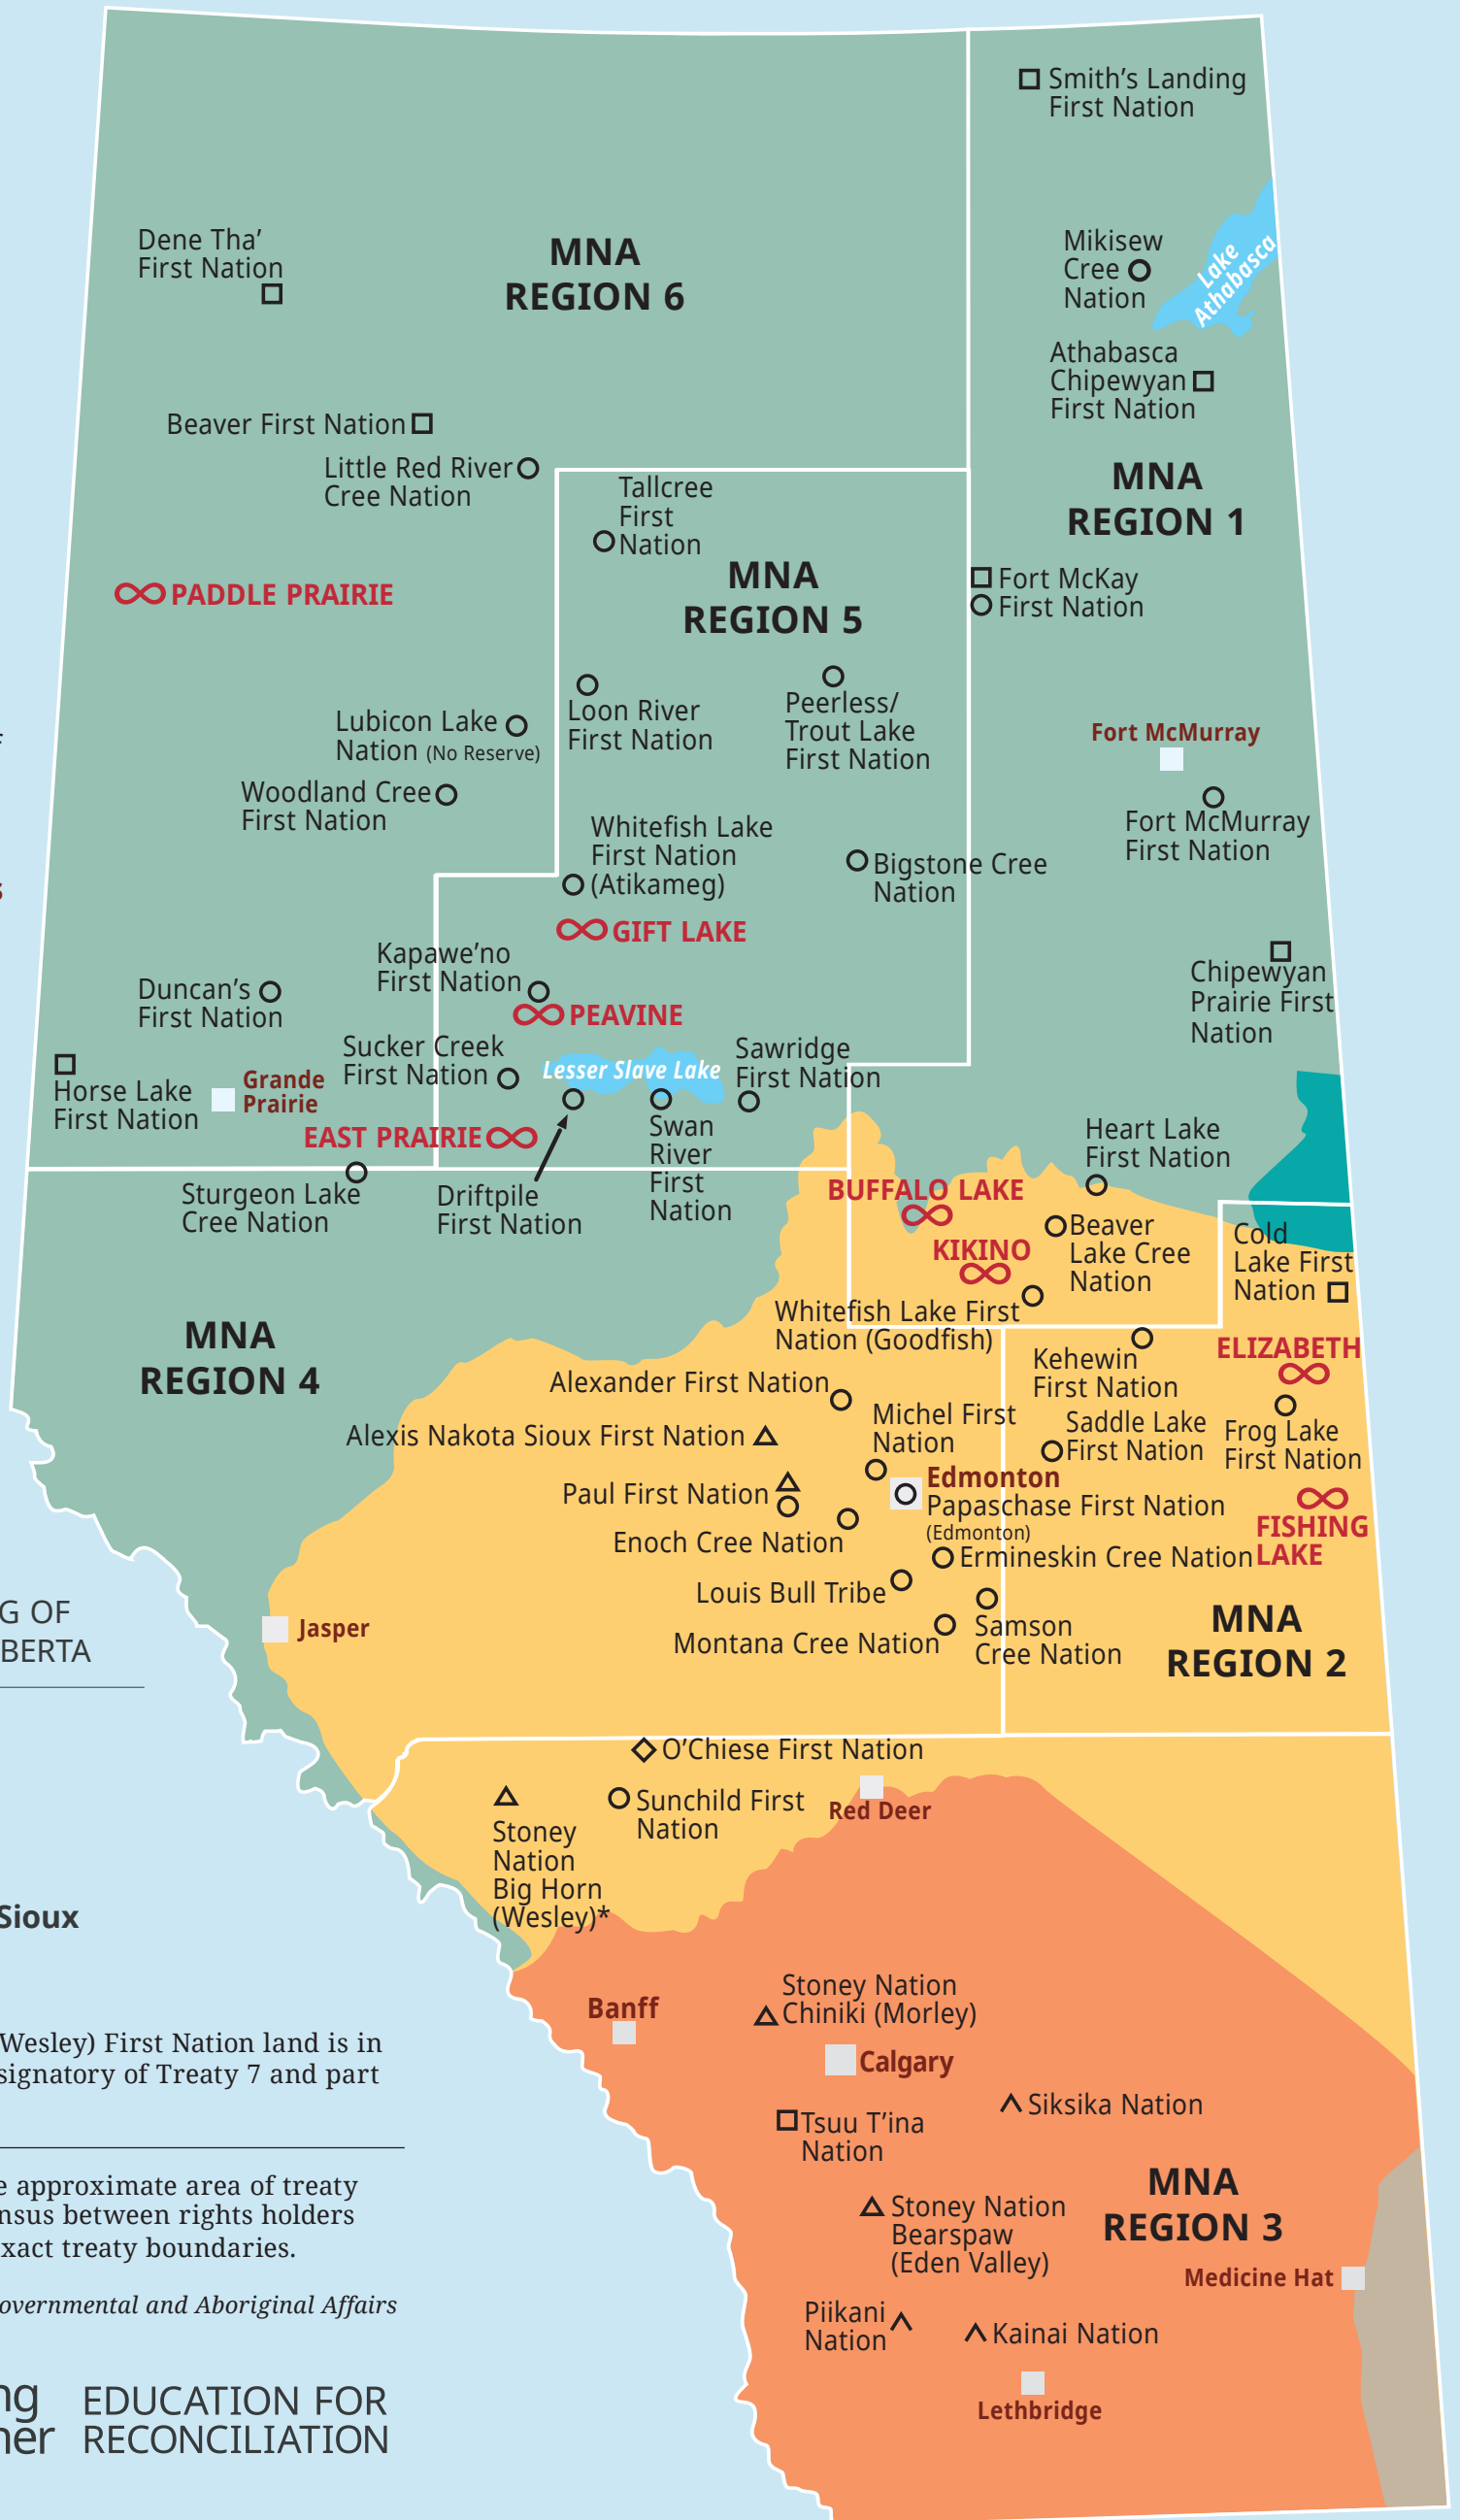 Smith’s Landing
First Nation
Dene Tha’
First Nation
MNA
REGION 6
Mikisew
Cree
Nation
Lake
Athabasca
Athabasca
Chipewyan
First Nation
Beaver First Nation
Little Red River
Cree Nation
Tallcree
First
Nation
MNA
REGION 1
MNA
REGION 5
Fort McKay
First Nation
PADDLE PRAIRIE
Loon River
First Nation
Peerless/
Trout Lake
First Nation
Lubicon Lake
Nation (No Reserve)
Fort McMurray
Woodland Cree
First Nation
Fort McMurray
First Nation
Whitefish Lake
First Nation
(Atikameg)
Bigstone Cree
Nation
GIFT LAKE
Kapawe’no
First Nation
Chipewyan
Prairie First
Nation
Duncan’s
First Nation
PEAVINE
Sucker Creek
First Nation
Lesser Slave Lake
Sawridge
First Nation
Horse Lake
First Nation
Grande
Prairie
EAST PRAIRIE
Swan
River
First
Nation
Heart Lake
First Nation
Sturgeon Lake
Cree Nation
Driftpile
First Nation
BUFFALO LAKE
Beaver
Lake Cree
Nation
Cold
Lake First
Nation
KIKINO
Whitefish Lake First
Nation (Goodfish)
MNA
REGION 4
Kehewin
First Nation
ELIZABETH
Alexander First Nation
Michel First
Nation
Saddle Lake
First Nation
Frog Lake
First Nation
Alexis Nakota Sioux First Nation
Edmonton
Paul First Nation
Papaschase First Nation
(Edmonton)
FISHING
LAKE
Enoch Cree Nation
Ermineskin Cree Nation
Louis Bull Tribe
Samson
Cree Nation
Montana Cree Nation
MNA
REGION 2
G OF
BERTA
Jasper
O’Chiese First Nation
Sunchild First
Nation
Red Deer
Stoney
Nation
Big Horn
(Wesley)*
Sioux
Stoney Nation
Chiniki (Morley)
Banff
Calgary
Wesley) First Nation land is in
signatory of Treaty 7 and part
Siksika Nation
Tsuu T’ina
Nation
e approximate area of treaty
nsus between rights holders
xact treaty boundaries.
MNA
REGION 3
Stoney Nation
Bearspaw
(Eden Valley)
Medicine Hat
overnmental and Aboriginal Affairs
Piikani
Nation
Kainai Nation
Lethbridge
ng
her
EDUCATION FOR
RECONCILIATION